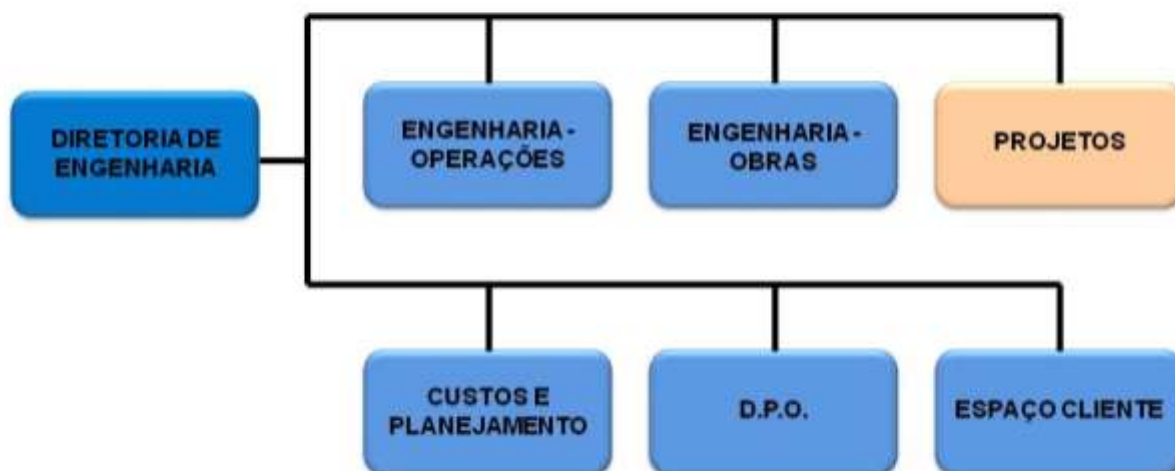 DIRETORIA DE
ENGENHARIA
ENGENHARIA -
OPERAÇÕES
ENGENHARIA -
OBRAS
PROJETOS
CUSTOS E
PLANEJAMENTO
D.P.O.
ESPAÇO CLIENTE